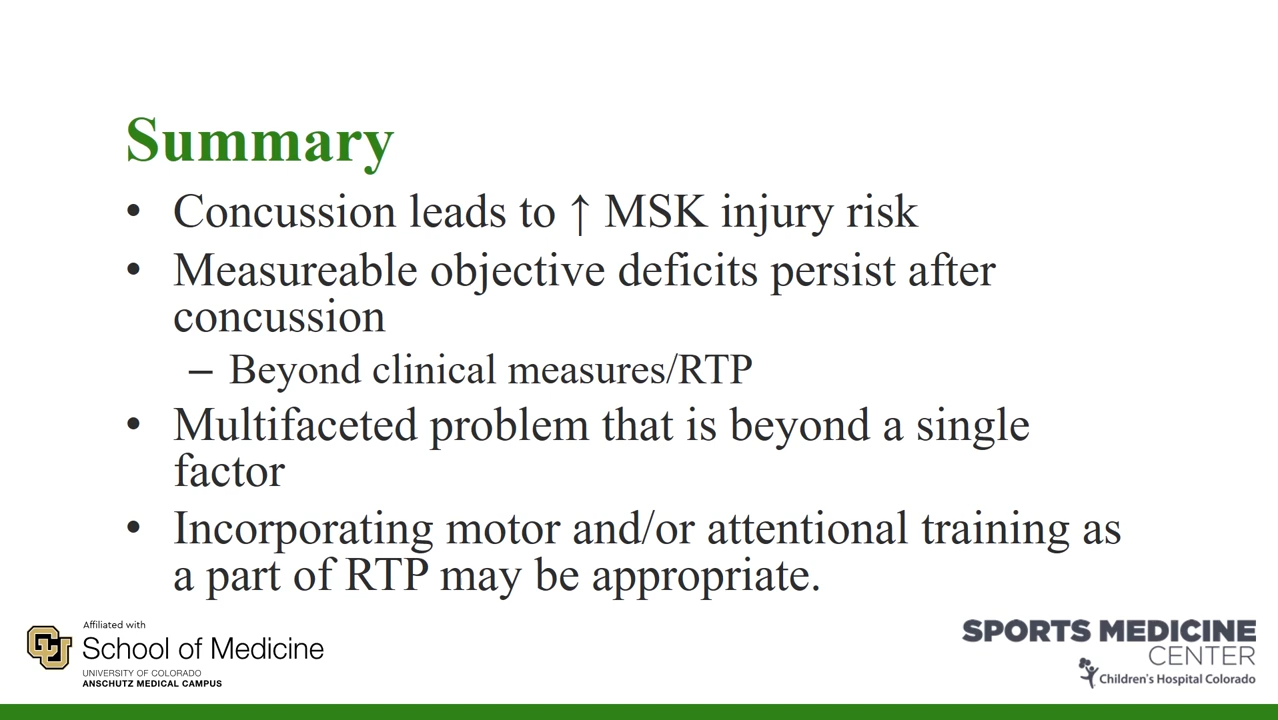 Summary
• Concussion leads to ↑ MSK injury risk
• Measureable objective deficits persist after
concussion
– Beyond clinical measures/RTP
• Multifaceted problem that is beyond a single
factor
• Incorporating motor and/or attentional training as
a part of RTP may be appropriate.
Affiliated with
CU
School of Medicine
UNIVERSITY OF COLORADO
ANSCHUTZ MEDICAL CAMPUS
SPORTS MEDICINE
CENTER
Children's Hospital Colorado